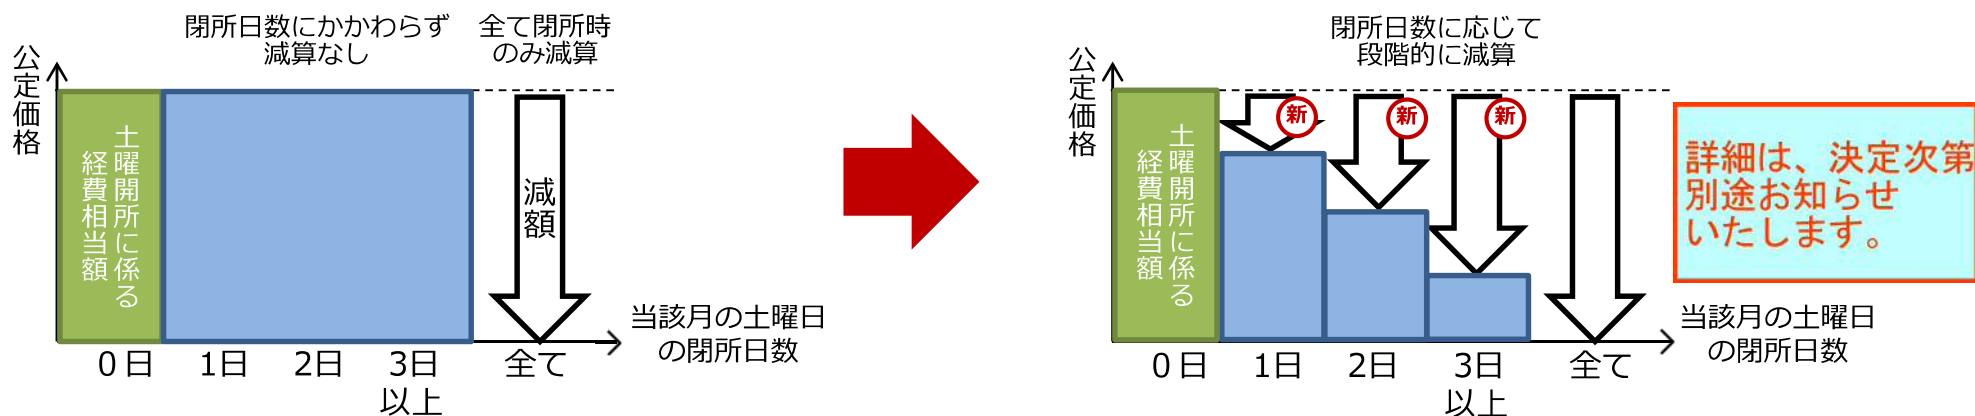 閉所日数にかかわらず
減算なし
全て閉所時
のみ減算
公定価格
土曜開所に係る
経費相当額
減額
0日
1日
2日
3日
以上
全て
当該月の土曜日
の閉所日数
閉所日数に応じて
段階的に減算
公定価格
土曜開所に係る
経費相当額
新
新
新
0日
1日
2日
3日
以上
全て
当該月の土曜日
の閉所日数
詳細は、決定次第
別途お知らせ
いたします。